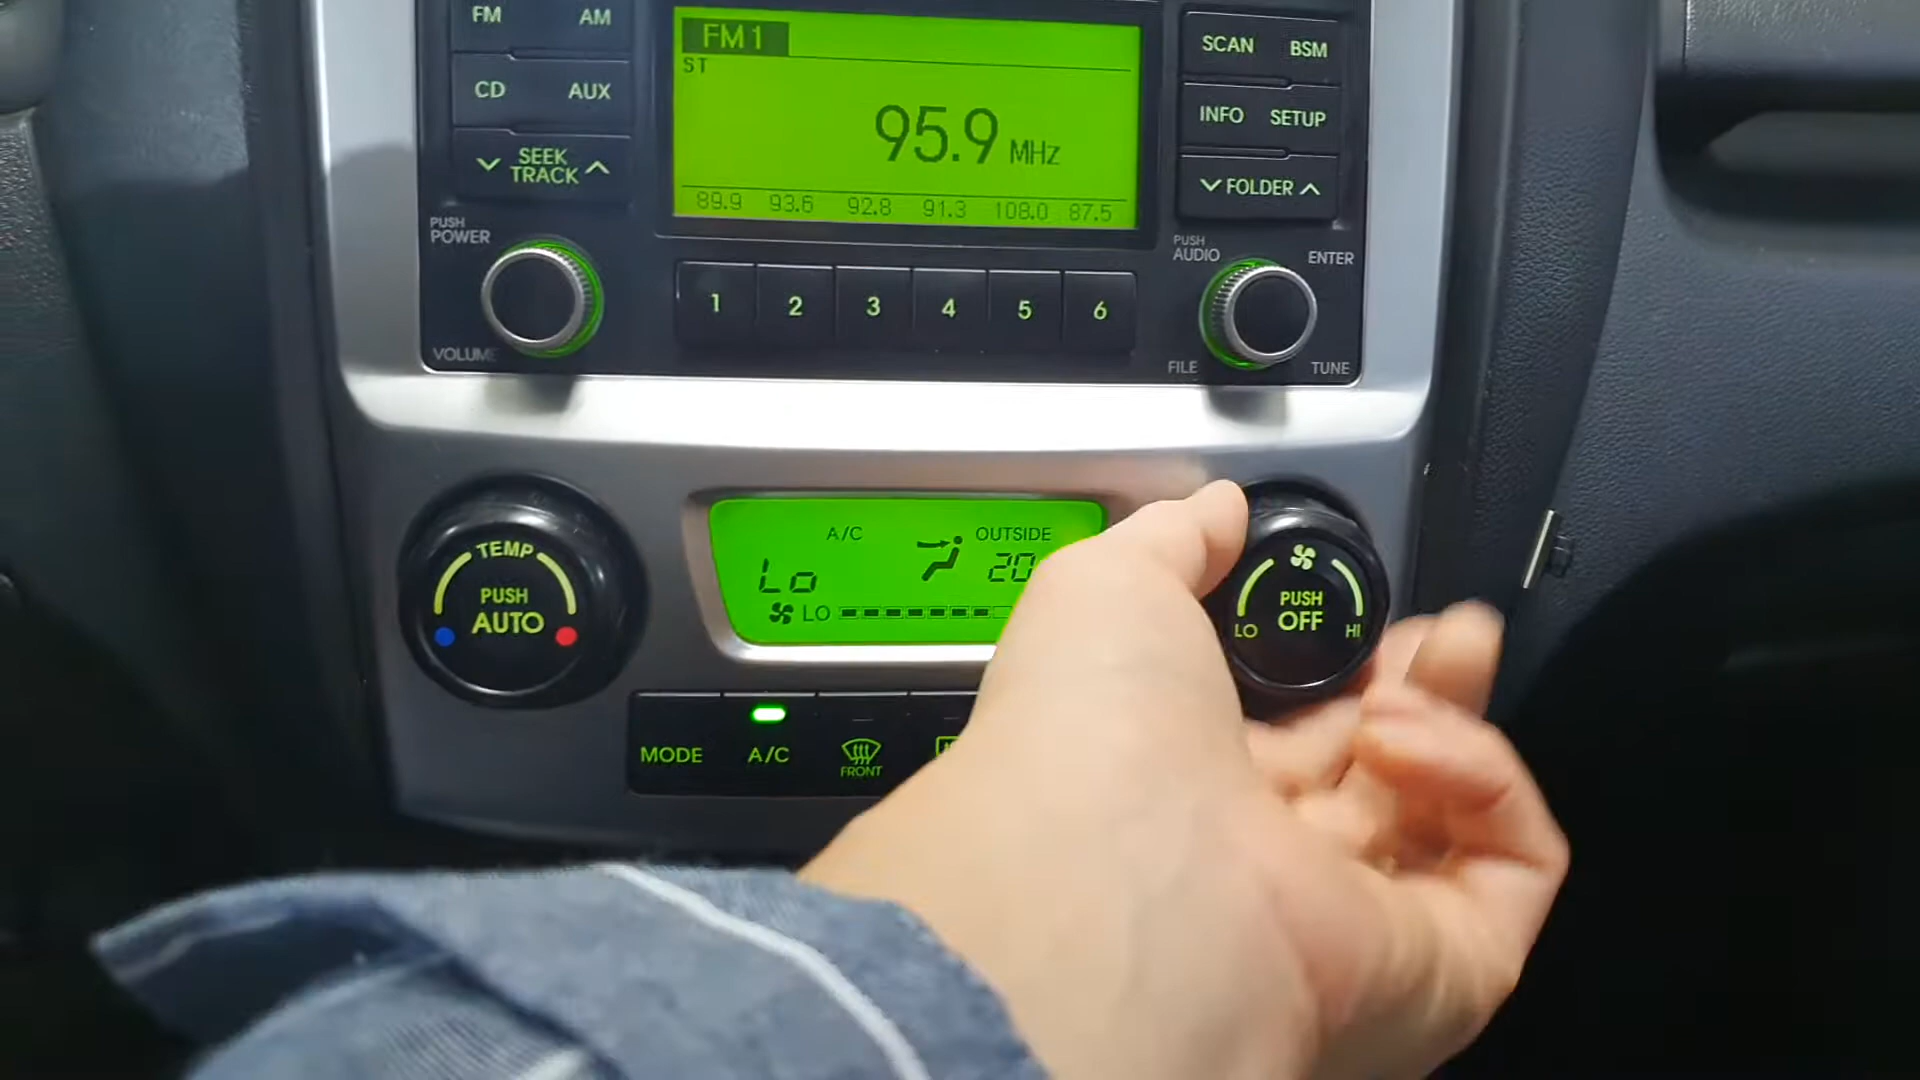 FM AM
CD AUX
SEEK
TRACK
PUSH
POWER
VOLUME
FM 1
ST
95.9 MHz
89.9 93.6 92.8 91.3 108.0 87.5
1 2 3 4 5 6
SCAN BSM
INFO SETUP
FOLDER
PUSH
AUDIO
ENTER
FILE
TUNE
TEMP
PUSH
AUTO
A/C OUTSIDE
Lo 20
LO
PUSH
OFF
LO HI
MODE A/C FRONT